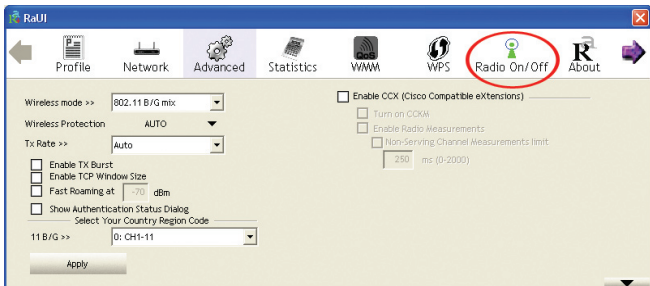 RaUI
Profile Network Advanced Statistics WMM WPS Radio On/Off About
QoS
Wireless mode >> 802.11 B/G mix
Enable CCX (Cisco Compatible eXtensions)
Wireless Protection AUTO
Turn on CCKM
Enable Radio Measurements
Tx Rate >> Auto
Non-Serving Channel Measurements limit
250 ms (0-2000)
Enable TX Burst
Enable TCP Window Size
Fast Roaming at -70 dBm
Show Authentication Status Dialog
Select Your Country Region Code
11 B/G >> 0: CH1-11
Apply